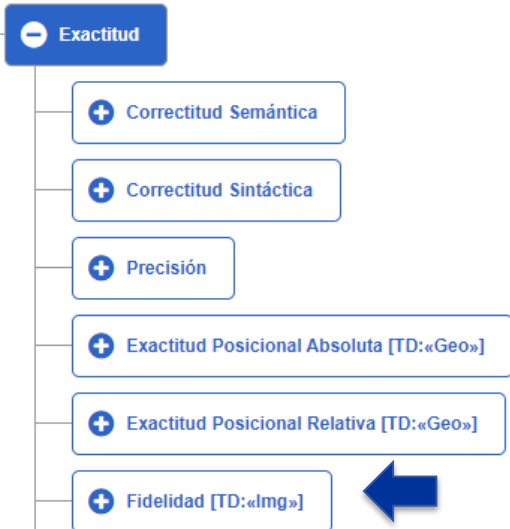 Exactitud
Correctitud Semántica
Correctitud Sintáctica
Precisión
Exactitud Posicional Absoluta [TD:«Geo»]
Exactitud Posicional Relativa [TD:«Geo»]
Fidelidad [TD:«Img»]